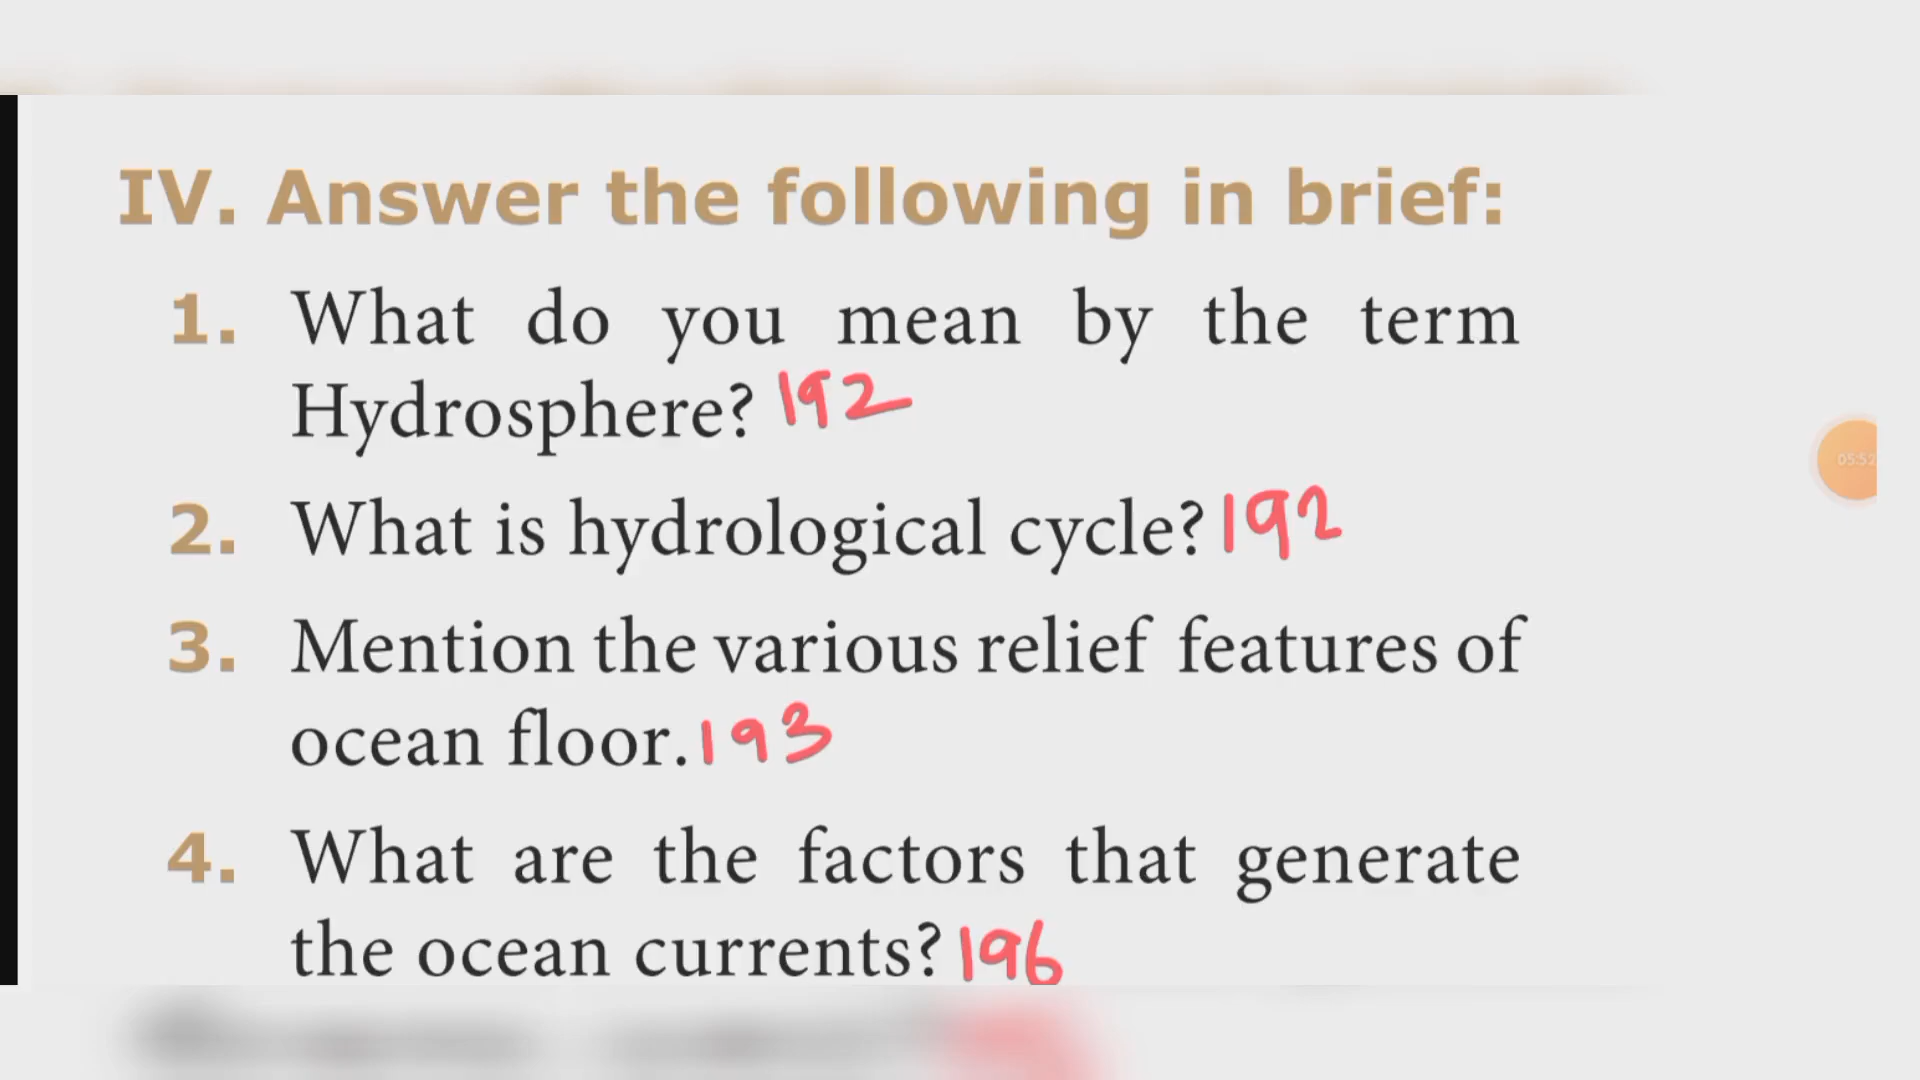 IV. Answer the following in brief:
1. What do you mean by the term
Hydrosphere? 192
2. What is hydrological cycle? 192
3. Mention the various relief features of
ocean floor. 193
4. What are the factors that generate
the ocean currents? 196
05:52